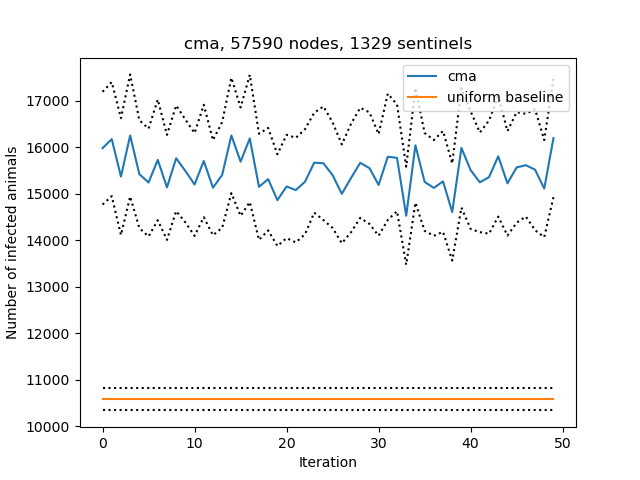 cma, 57590 nodes, 1329 sentinels
cma
uniform baseline
Number of infected animals
17000
16000
15000
14000
13000
12000
11000
10000
0 10 20 30 40 50
Iteration